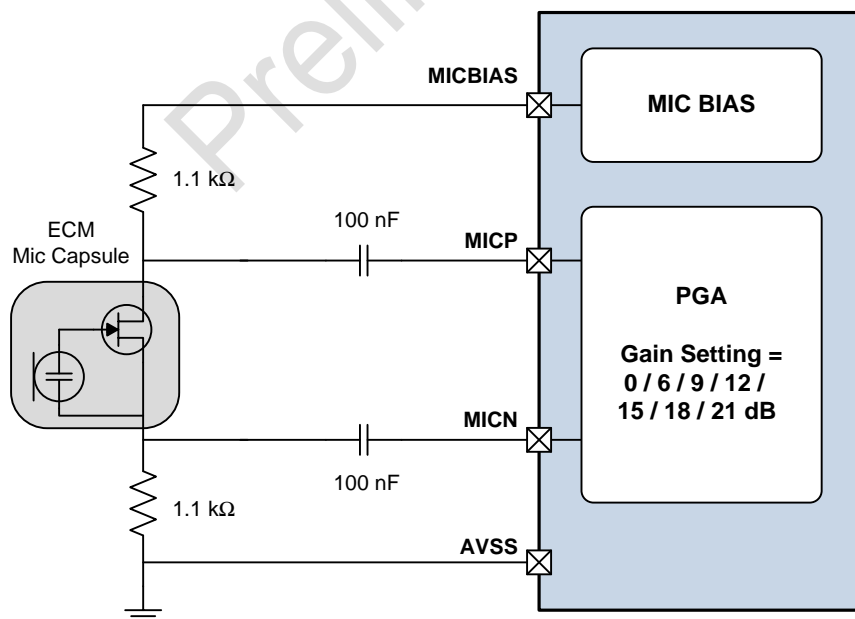 Preli
MICBIAS
MIC BIAS
1.1 kΩ
ECM
Mic Capsule
100 nF
MICP
PGA
Gain Setting =
0 / 6 / 9 / 12 /
15 / 18 / 21 dB
MICN
100 nF
1.1 kΩ
AVSS